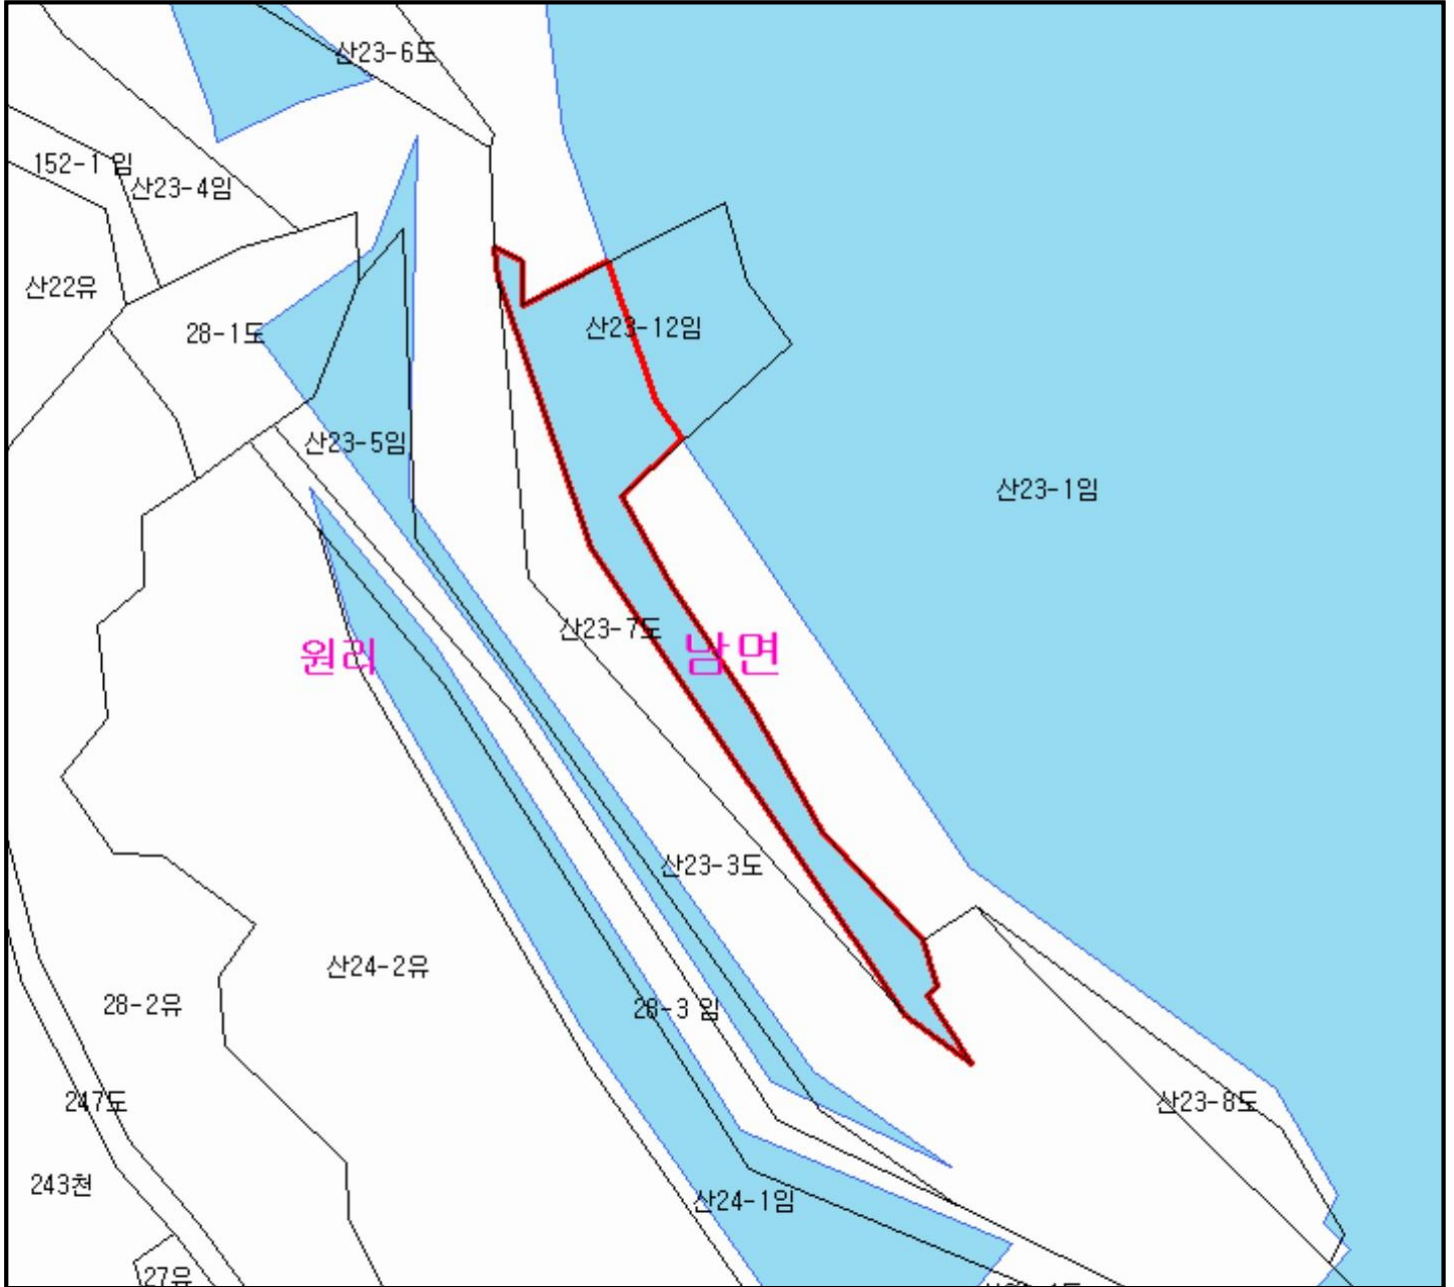 산23-6도
152-1 임
산23-4임
산22유
28-1도
산23-12임
산23-5임
산23-1임
산23-7도
원리
남면
산23-3도
산24-2유
28-2유
28-3 임
247도
산23-8도
243천
산24-1임
27유